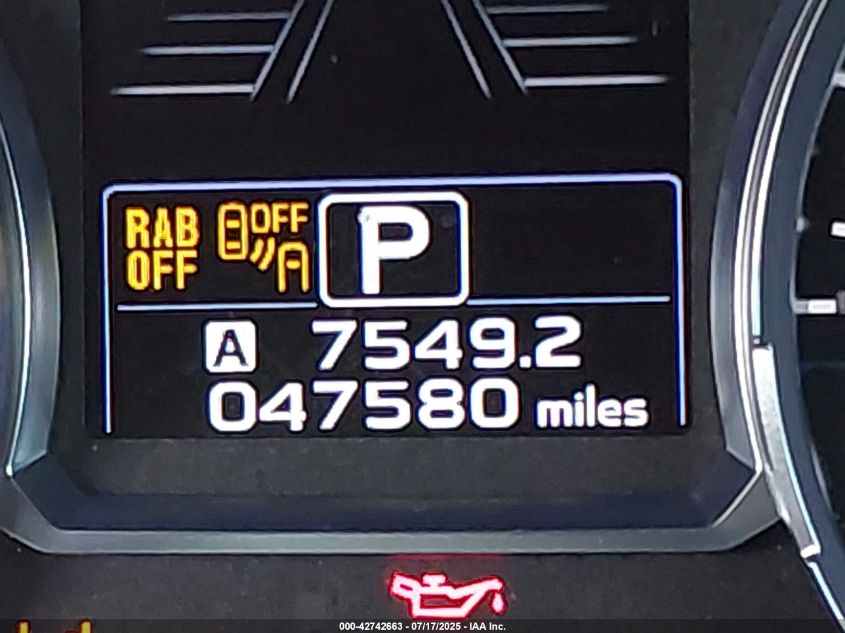 RAB OFF
OFF
P
A 7549.2
047580 miles
000-42742663 - 07/17/2025 - IAA Inc.